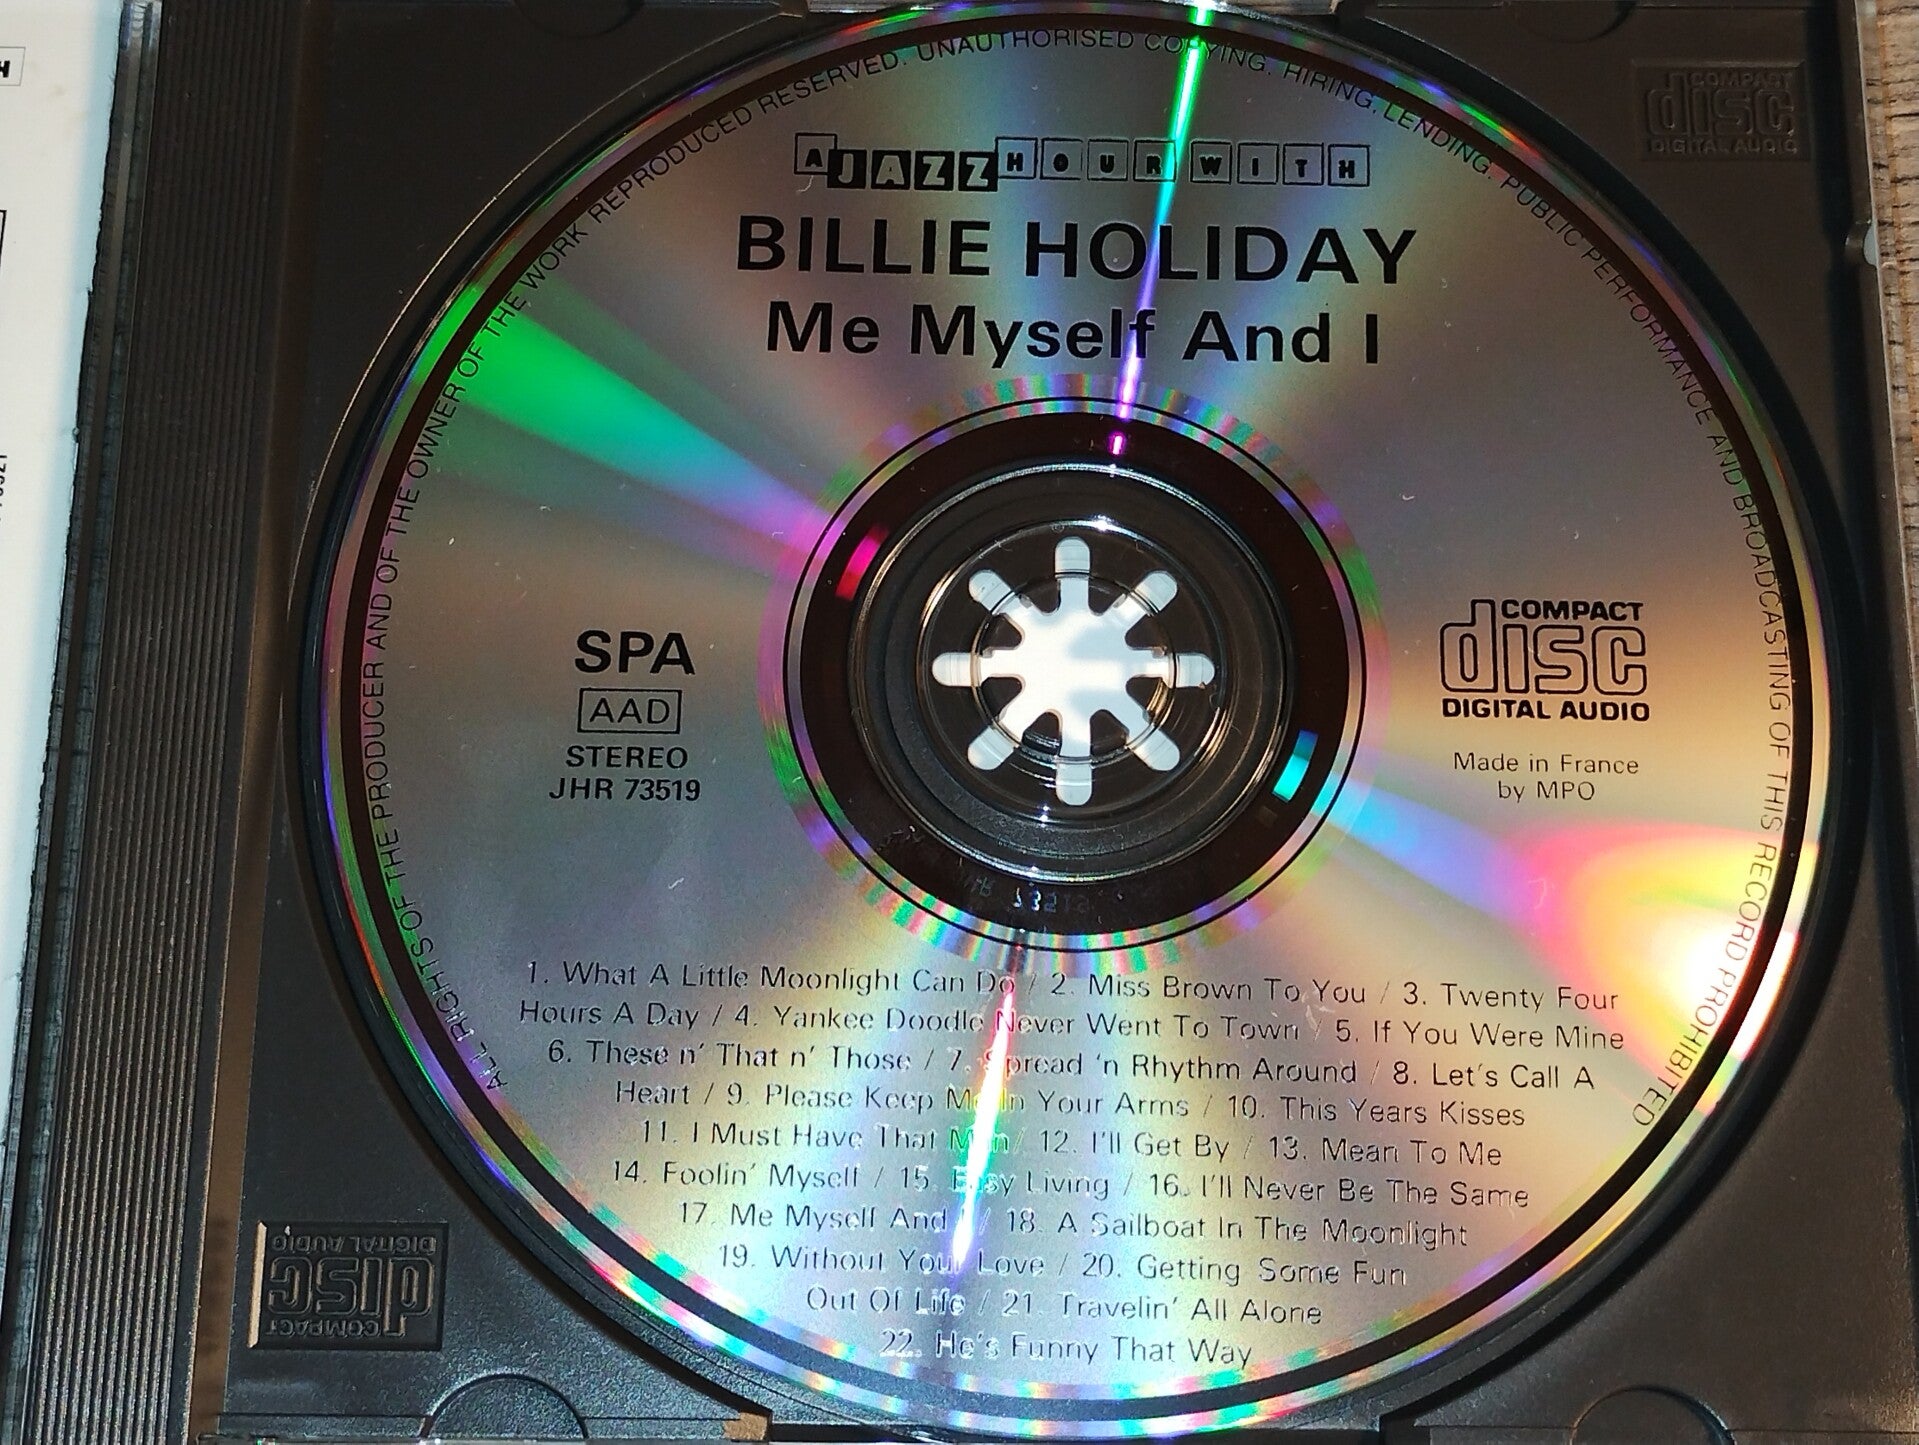 A JAZZ HOUR WITH
BILLIE HOLIDAY
Me Myself And I
SPA
AAD
STEREO
JHR 73519
COMPACT
disc
DIGITAL AUDIO
Made in France
by MPO
1. What A Little Moonlight Can Do / 2. Miss Brown To You / 3. Twenty Four
Hours A Day / 4. Yankee Doodle Never Went To Town / 5. If You Were Mine
6. These n' That n' Those / 7. Spread 'n Rhythm Around / 8. Let's Call A
Heart / 9. Please Keep Me In Your Arms / 10. This Years Kisses
11. I Must Have That Man / 12. I'll Get By / 13. Mean To Me
14. Foolin' Myself / 15. Easy Living / 16. I'll Never Be The Same
17. Me Myself And I / 18. A Sailboat In The Moonlight
19. Without Your Love / 20. Getting Some Fun
Out Of Life / 21. Travelin' All Alone
22. He's Funny That Way
ALL RIGHTS OF THE PRODUCER AND OF THE OWNER OF THE WORK REPRODUCED RESERVED. UNAUTHORISED COPYING. HIRING. LENDING. PUBLIC PERFORMANCE AND BROADCASTING OF THIS RECORD PROHIBITED
COMPACT
disc
DIGITAL AUDIO
COMPACT
disc
DIGITAL AUDIO